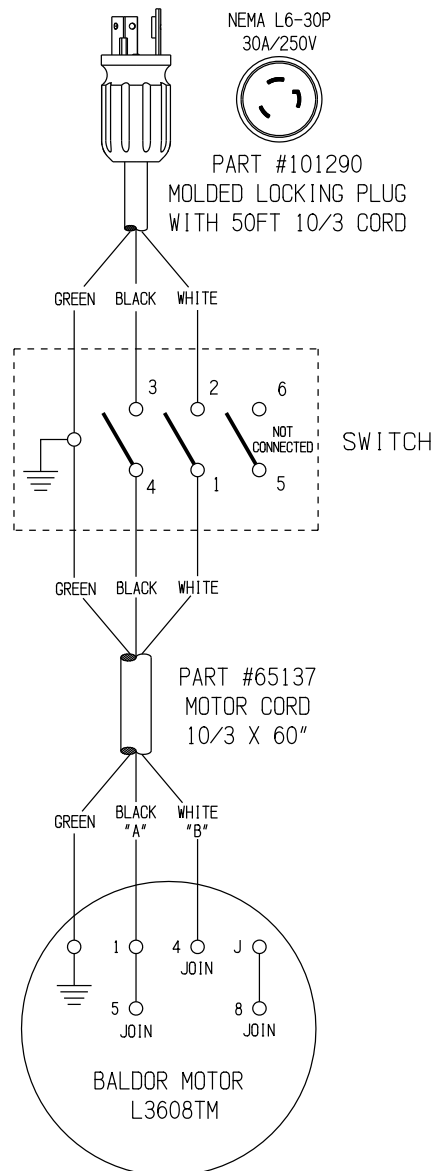 NEMA L6-30P
30A/250V
PART #101290
MOLDED LOCKING PLUG
WITH 50FT 10/3 CORD
GREEN BLACK WHITE
3 2 6
NOT
CONNECTED
SWITCH
4 1 5
GREEN BLACK WHITE
PART #65137
MOTOR CORD
10/3 X 60"
GREEN BLACK WHITE
"A" "B"
1 4 J
JOIN
5 8
JOIN JOIN
BALDOR MOTOR
L3608TM